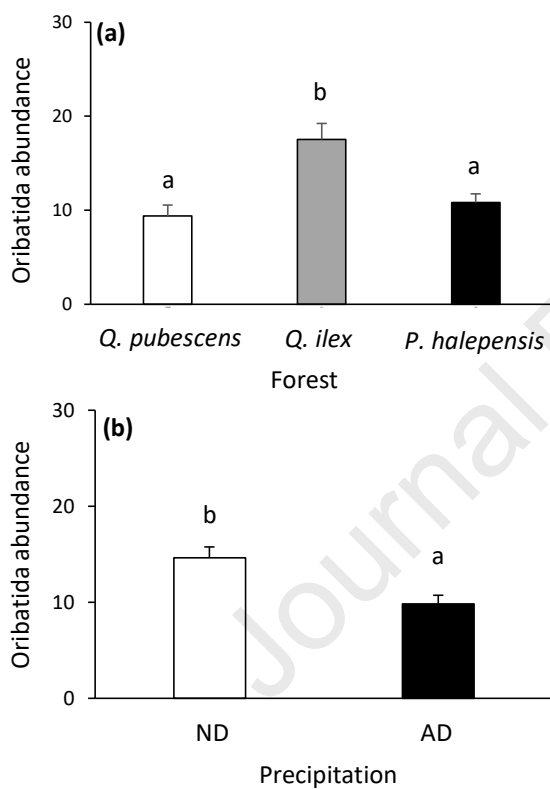 (a)
30
20
10
0
Oribatida abundance
a
b
a
Q. pubescens
Q. ilex
P. halepensis
Forest
(b)
30
20
10
0
Oribatida abundance
b
a
ND
AD
Precipitation
Journal